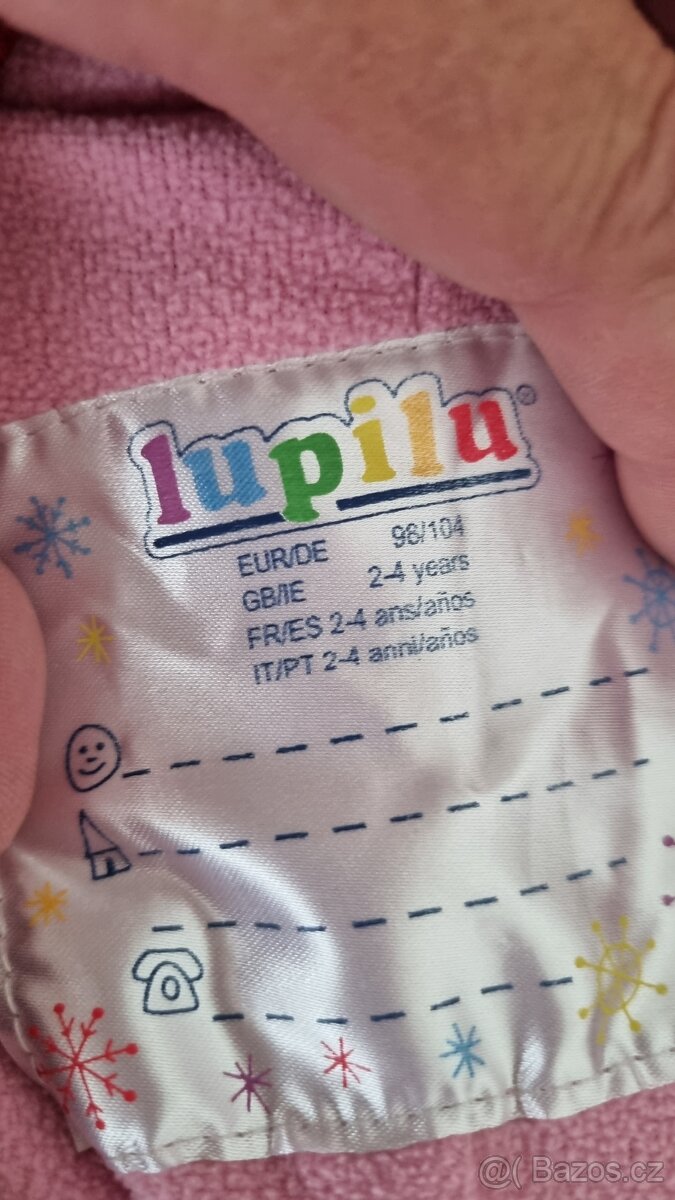 lupilu®
EUR/DE 98/104
GB/IE 2-4 years
FR/ES 2-4 ans/años
IT/PT 2-4 anni/años
@( Bazos.cz